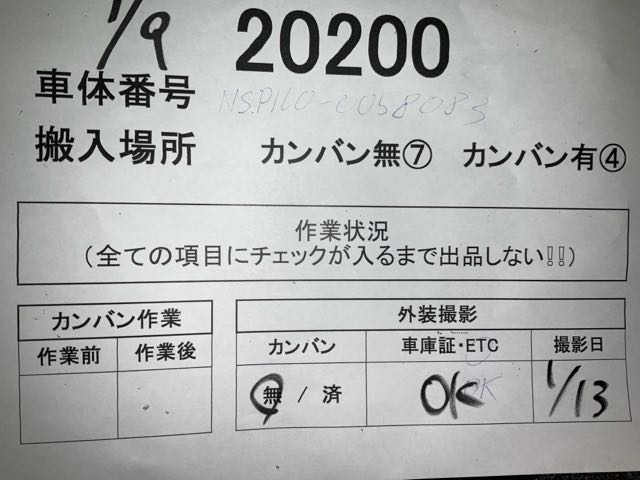 1/9 20200
車体番号 NSP160-0058083
搬入場所 カンバン無⑦ カンバン有④
作業状況
(全ての項目にチェックが入るまで出品しない!!)
カンバン作業 外装撮影
作業前 作業後 カンバン 車庫証・ETC 撮影日
無 / 済 OK OK 1/13